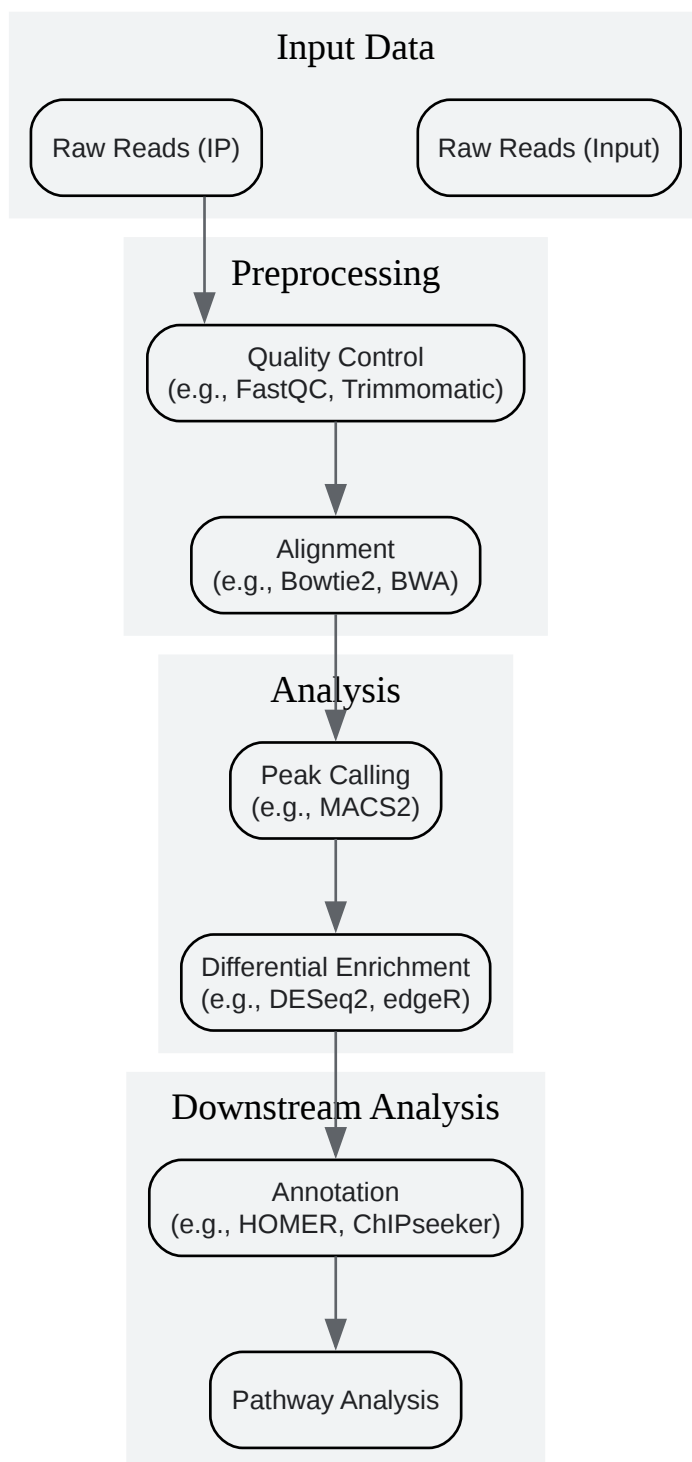 Input Data
Raw Reads (IP)
Raw Reads (Input)
Preprocessing
Quality Control
(e.g., FastQC, Trimmomatic)
Alignment
(e.g., Bowtie2, BWA)
Analysis
Peak Calling
(e.g., MACS2)
Differential Enrichment
(e.g., DESeq2, edgeR)
Downstream Analysis
Annotation
(e.g., HOMER, ChIPseeker)
Pathway Analysis